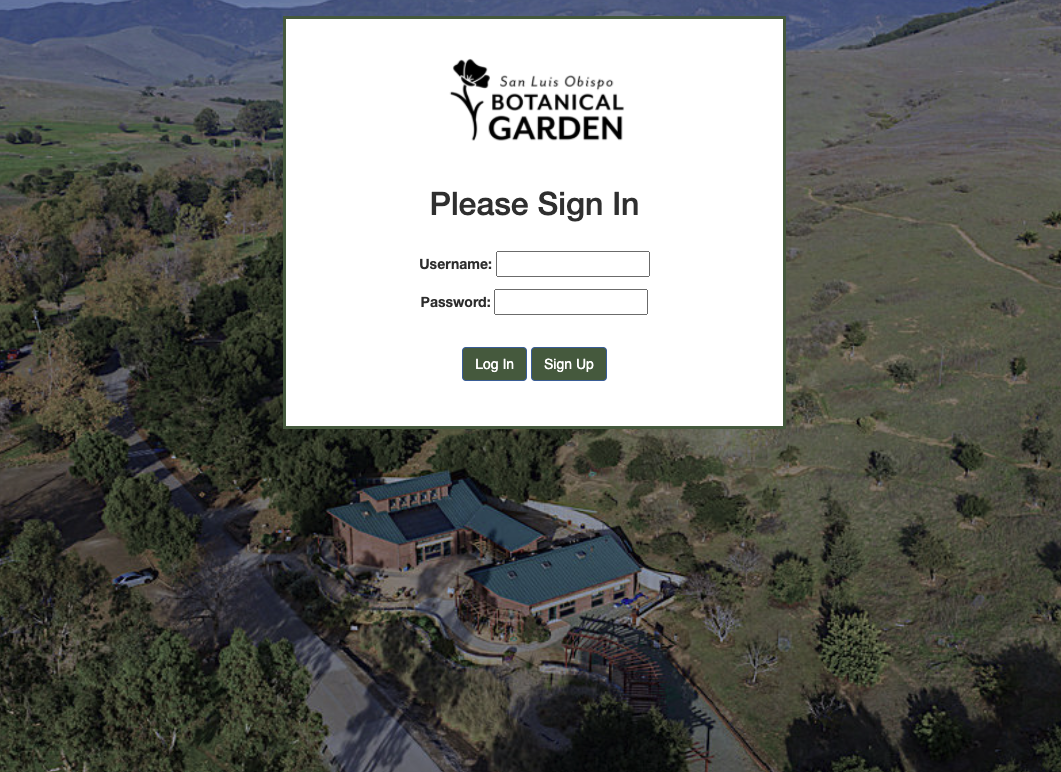 San Luis Obispo
BOTANICAL
GARDEN
Please Sign In
Username:
Password:
Log In Sign Up